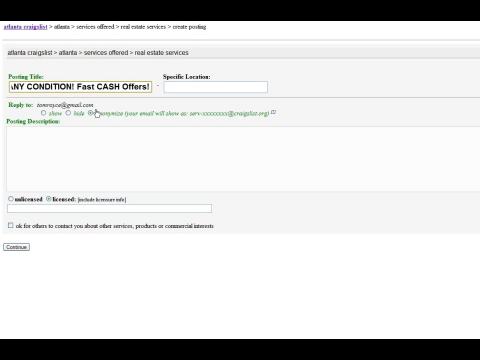 atlanta craigslist > atlanta > services offered > real estate services > create posting
atlanta craigslist > atlanta > services offered > real estate services
Posting Title: Specific Location:
NY CONDITION! Fast CASH Offers! -
Reply to: tomroyce@gmail.com
show hide anonymize (your email will show as: serv-xxxxxxxx@craigslist.org) [?]
Posting Description:
unlicensed licensed: [include licensure info]
ok for others to contact you about other services, products or commercial interests
Continue